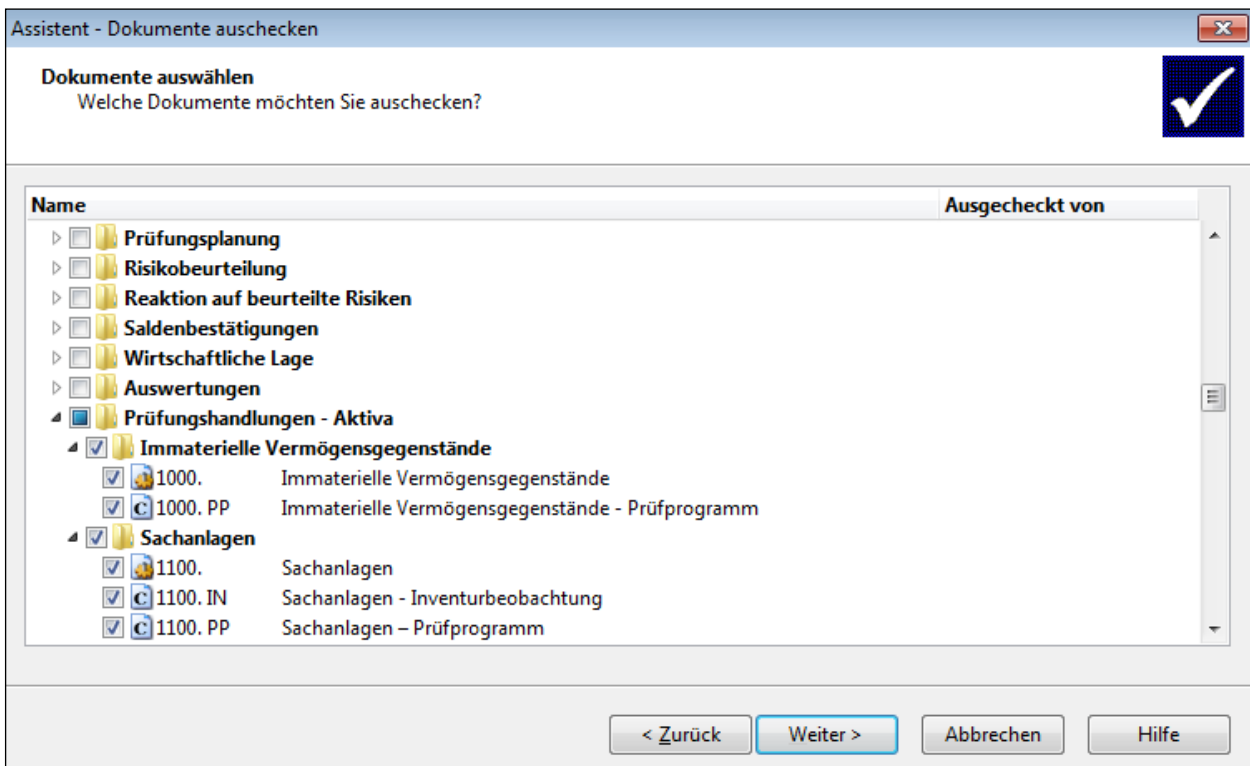 Assistent - Dokumente auschecken
Dokumente auswählen
Welche Dokumente möchten Sie auschecken?
Name Ausgecheckt von
Prüfungsplanung
Risikobeurteilung
Reaktion auf beurteilte Risiken
Saldenbestätigungen
Wirtschaftliche Lage
Auswertungen
Prüfungshandlungen - Aktiva
Immaterielle Vermögensgegenstände
1000. Immaterielle Vermögensgegenstände
1000. PP Immaterielle Vermögensgegenstände - Prüfprogramm
Sachanlagen
1100. Sachanlagen
1100. IN Sachanlagen - Inventurbeobachtung
1100. PP Sachanlagen – Prüfprogramm
< Zurück Weiter > Abbrechen Hilfe